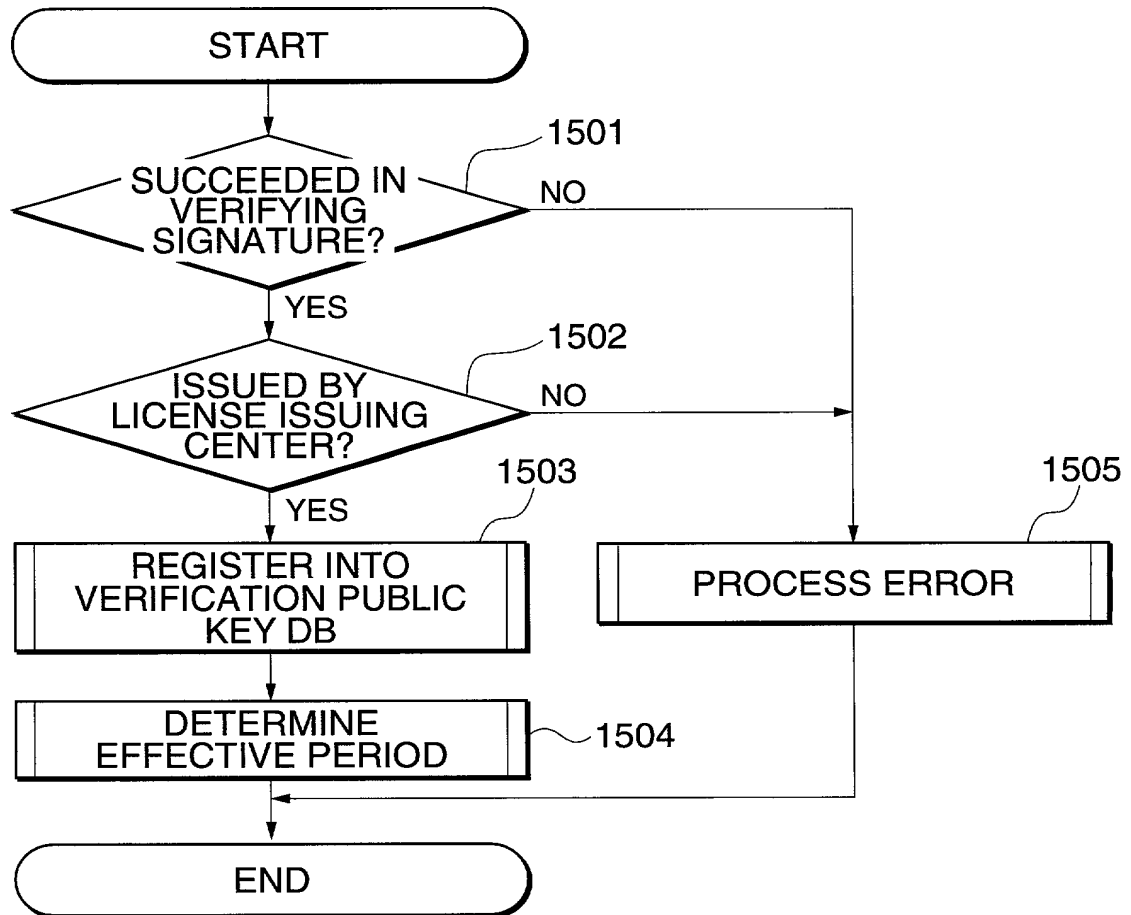 START
1501
SUCCEEDED IN
VERIFYING
SIGNATURE?
NO
YES
1502
ISSUED BY
LICENSE ISSUING
CENTER?
NO
YES
1503
REGISTER INTO
VERIFICATION PUBLIC
KEY DB
1505
PROCESS ERROR
DETERMINE
EFFECTIVE PERIOD
1504
END